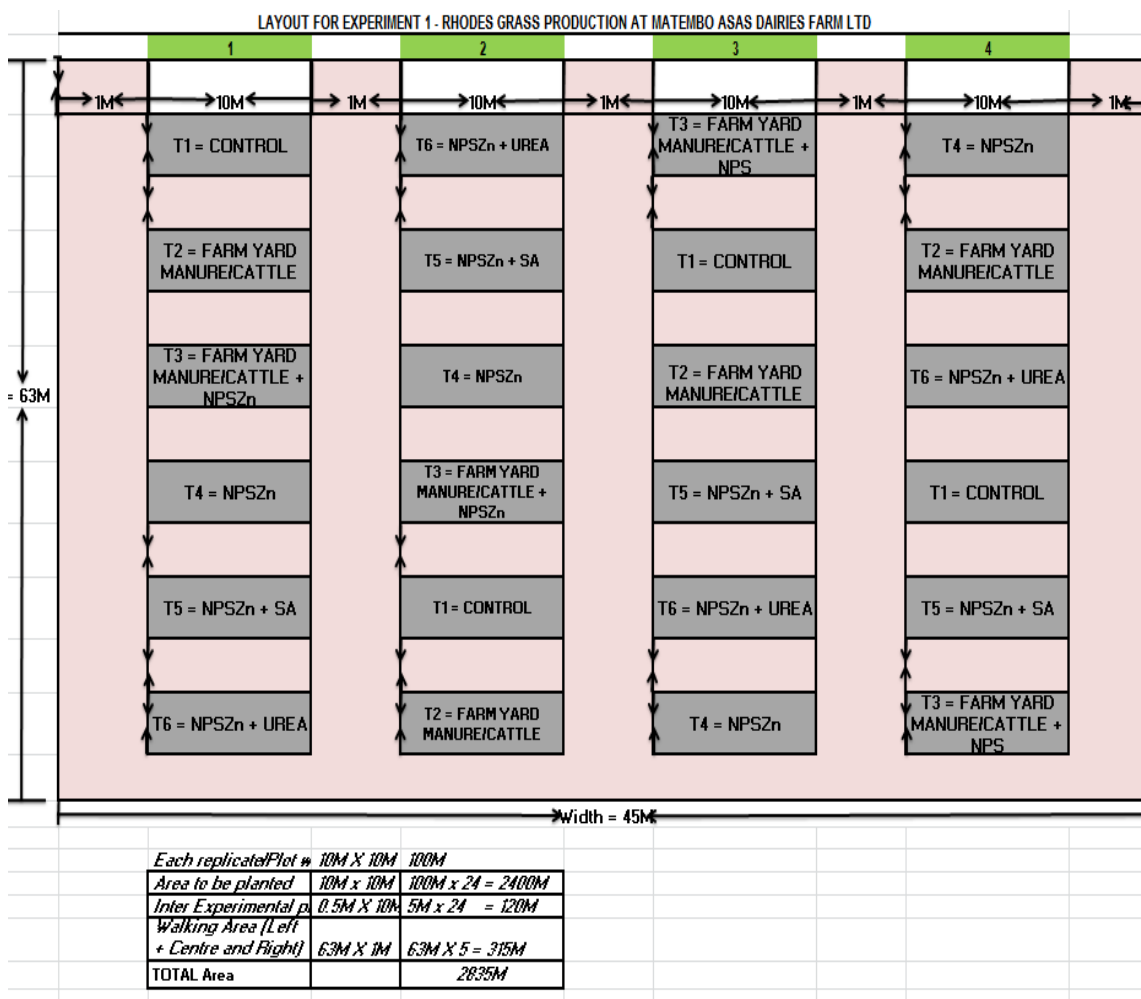 LAYOUT FOR EXPERIMENT 1 - RHODES GRASS PRODUCTION AT MATEMBO ASAS DAIRIES FARM LTD
1 2 3 4
1M 10M 1M 10M 1M 10M 1M 10M 1M
T1 = CONTROL
T6 = NPSZn + UREA
T3 = FARM YARD
MANURE/CATTLE +
NPS
T4 = NPSZn
T2 = FARM YARD
MANURE/CATTLE
T5 = NPSZn + SA
T1 = CONTROL
T2 = FARM YARD
MANURE/CATTLE
= 63M
T3 = FARM YARD
MANURE/CATTLE +
NPSZn
T4 = NPSZn
T2 = FARM YARD
MANURE/CATTLE
T6 = NPSZn + UREA
T4 = NPSZn
T3 = FARM YARD
MANURE/CATTLE +
NPSZn
T5 = NPSZn + SA
T1 = CONTROL
T5 = NPSZn + SA
T1 = CONTROL
T6 = NPSZn + UREA
T5 = NPSZn + SA
T6 = NPSZn + UREA
T2 = FARM YARD
MANURE/CATTLE
T4 = NPSZn
T3 = FARM YARD
MANURE/CATTLE +
NPS
Width = 45M
Each replicate/Plot w 10M X 10M 100M
Area to be planted 10M x 10M 100M x 24 = 2400M
Inter Experimental pl 0.5M X 10M 5M x 24 = 120M
Walking Area (Left
+ Centre and Right) 63M X 1M 63M X 5 = 315M
TOTAL Area 2835M